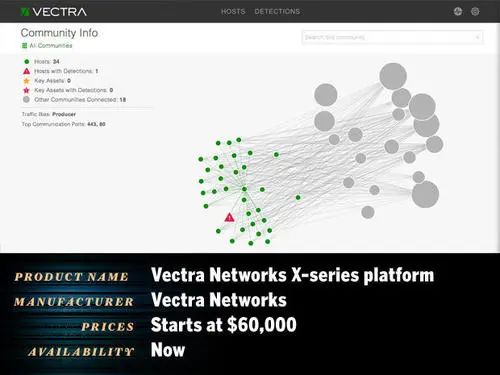 VECTRA
HOSTS DETECTIONS
Community Info
All Communities
Search this community
Hosts: 34
Hosts with Detections: 1
Key Assets: 0
Key Assets with Detections: 0
Other Communities Connected: 18
Traffic Bias: Producer
Top Communication Ports: 443, 80
PRODUCT NAME Vectra Networks X-series platform
MANUFACTURER Vectra Networks
PRICES Starts at $60,000
AVAILABILITY Now